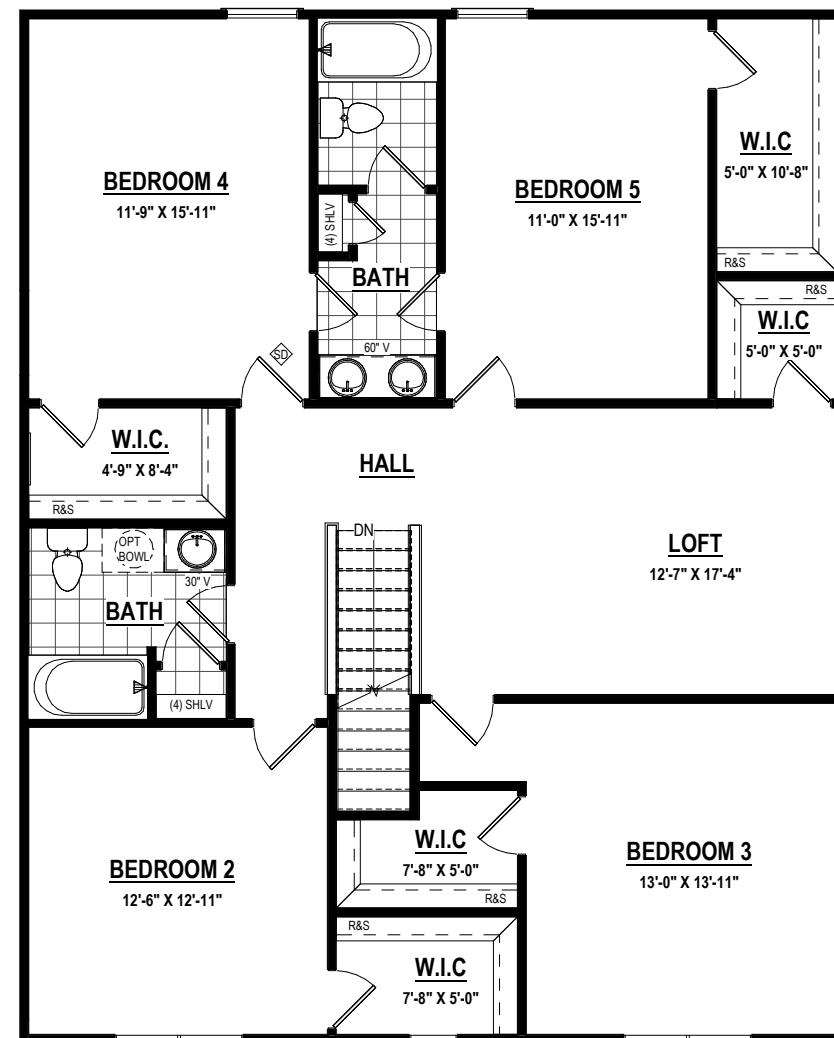 BEDROOM 4
11'-9" X 15'-11"
(4) SHLV
BATH
60" V
SD
BEDROOM 5
11'-0" X 15'-11"
W.I.C
5'-0" X 10'-8"
R&S
R&S
W.I.C
5'-0" X 5'-0"
W.I.C.
4'-9" X 8'-4"
R&S
HALL
DN
LOFT
12'-7" X 17'-4"
OPT
BOWL
30" V
BATH
(4) SHLV
BEDROOM 2
12'-6" X 12'-11"
W.I.C
7'-8" X 5'-0"
R&S
R&S
W.I.C
7'-8" X 5'-0"
BEDROOM 3
13'-0" X 13'-11"